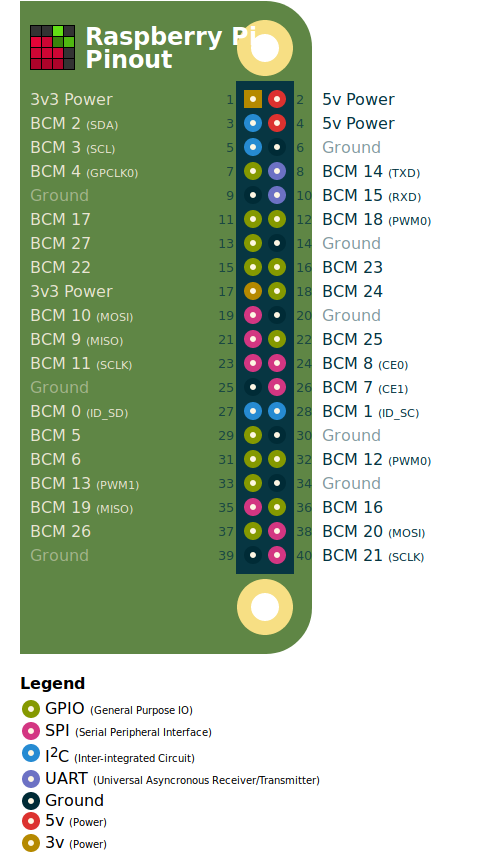 Raspberry Pi
Pinout
3v3 Power 1 2 5v Power
BCM 2 (SDA) 3 4 5v Power
BCM 3 (SCL) 5 6 Ground
BCM 4 (GPCLK0) 7 8 BCM 14 (TXD)
Ground 9 10 BCM 15 (RXD)
BCM 17 11 12 BCM 18 (PWM0)
BCM 27 13 14 Ground
BCM 22 15 16 BCM 23
3v3 Power 17 18 BCM 24
BCM 10 (MOSI) 19 20 Ground
BCM 9 (MISO) 21 22 BCM 25
BCM 11 (SCLK) 23 24 BCM 8 (CE0)
Ground 25 26 BCM 7 (CE1)
BCM 0 (ID_SD) 27 28 BCM 1 (ID_SC)
BCM 5 29 30 Ground
BCM 6 31 32 BCM 12 (PWM0)
BCM 13 (PWM1) 33 34 Ground
BCM 19 (MISO) 35 36 BCM 16
BCM 26 37 38 BCM 20 (MOSI)
Ground 39 40 BCM 21 (SCLK)
Legend
GPIO (General Purpose IO)
SPI (Serial Peripheral Interface)
I²C (Inter-integrated Circuit)
UART (Universal Asyncronous Receiver/Transmitter)
Ground
5v (Power)
3v (Power)